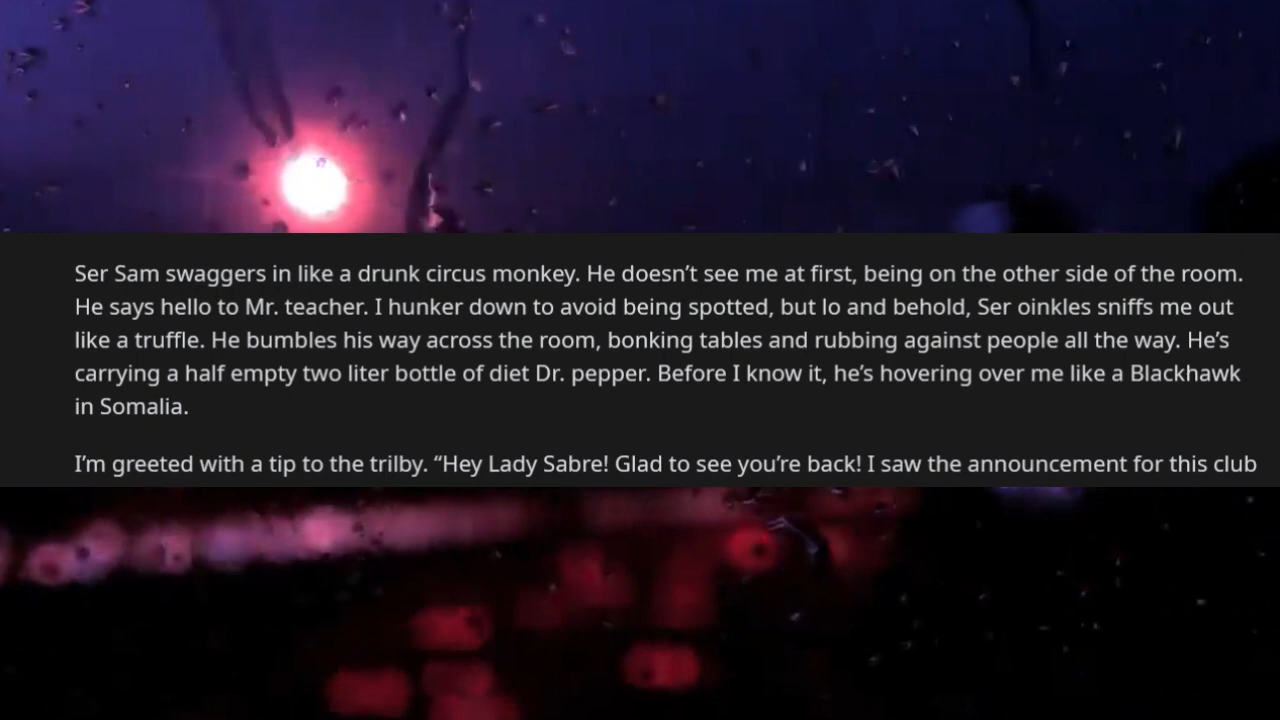 Ser Sam swaggers in like a drunk circus monkey. He doesn’t see me at first, being on the other side of the room.
He says hello to Mr. teacher. I hunker down to avoid being spotted, but lo and behold, Ser oinkles sniffs me out
like a truffle. He bumbles his way across the room, bonking tables and rubbing against people all the way. He’s
carrying a half empty two liter bottle of diet Dr. pepper. Before I know it, he’s hovering over me like a Blackhawk
in Somalia.
I’m greeted with a tip to the trilby. “Hey Lady Sabre! Glad to see you’re back! I saw the announcement for this club